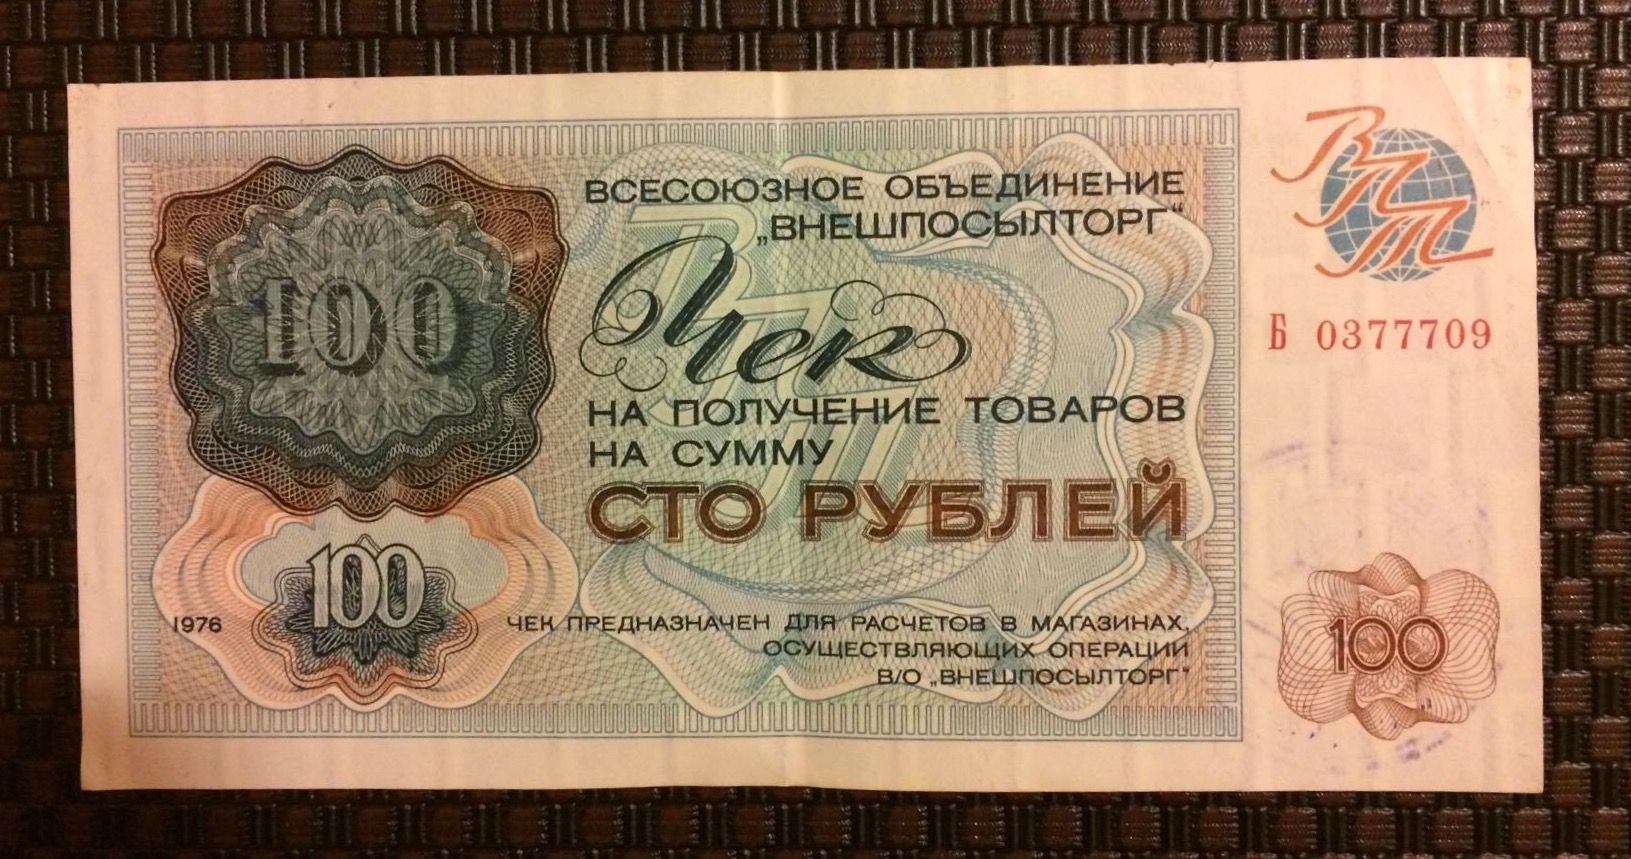 ВСЕСОЮЗНОЕ ОБЪЕДИНЕНИЕ
„ВНЕШПОСЫЛТОРГ"
ВПТ
Б 0377709
100
Чек
НА ПОЛУЧЕНИЕ ТОВАРОВ
НА СУММУ
СТО РУБЛЕЙ
100
1976
ЧЕК ПРЕДНАЗНАЧЕН ДЛЯ РАСЧЕТОВ В МАГАЗИНАХ,
ОСУЩЕСТВЛЯЮЩИХ ОПЕРАЦИИ
В/О „ВНЕШПОСЫЛТОРГ"
100